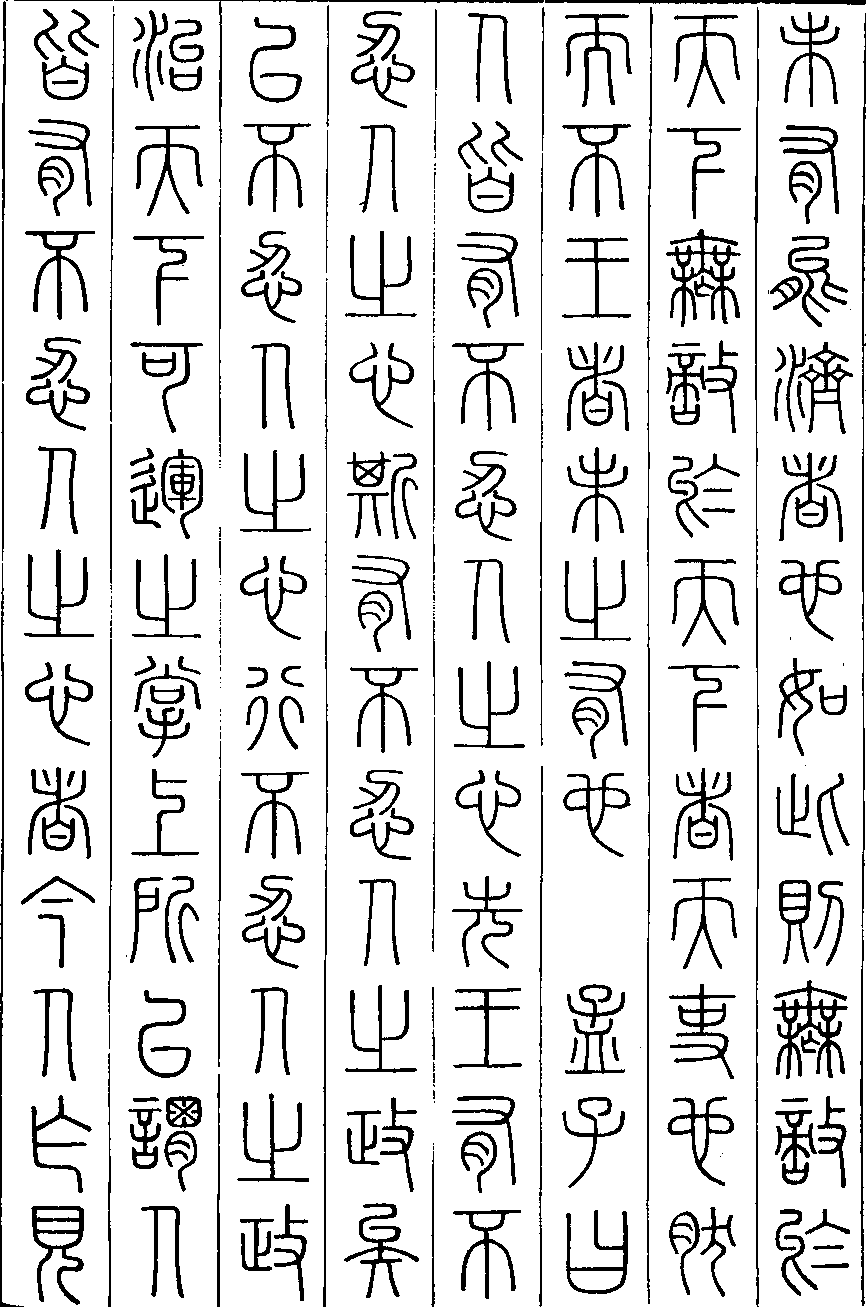 未有能濟者也如此則無敵於
天下無敵於天下者天吏也然
而不王者未之有也　孟子曰
人皆有不忍人之心先王有不
忍人之心斯有不忍人之政矣
以不忍人之心行不忍人之政
治天下可運之掌上所以謂人
皆有不忍人之心者今人乍見